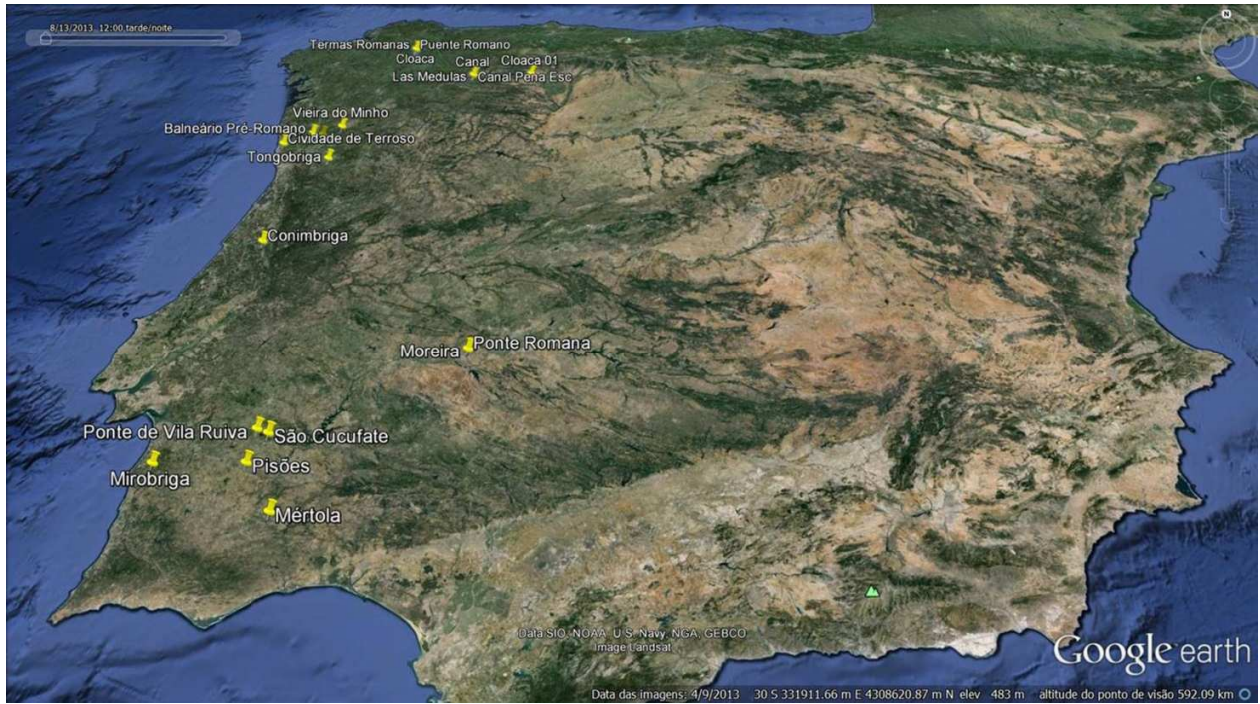 8/13/2013 12:00 tarde/noite
N
Termas Romanas
Puente Romano
Cloaca
Canal
Cloaca 01
Las Medulas
Canal Pena Esc
Vieira do Minho
Balneário Pré-Romano
Cividade de Terroso
Tongobriga
Conimbriga
Moreira
Ponte Romana
Ponte de Vila Ruiva
São Cucufate
Mirobriga
Pisões
Mértola
Data SIO, NOAA, U.S. Navy, NGA, GEBCO
Image Landsat
Google earth
Data das imagens: 4/9/2013 30 S 331911.66 m E 4308620.87 m N elev 483 m altitude do ponto de visão 592.09 km